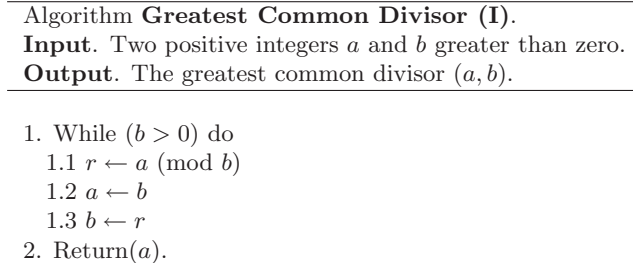 Algorithm Greatest Common Divisor (I).
Input. Two positive integers a and b greater than zero.
Output. The greatest common divisor (a, b).
1. While (b > 0) do
1.1 r ← a (mod b)
1.2 a ← b
1.3 b ← r
2. Return(a).